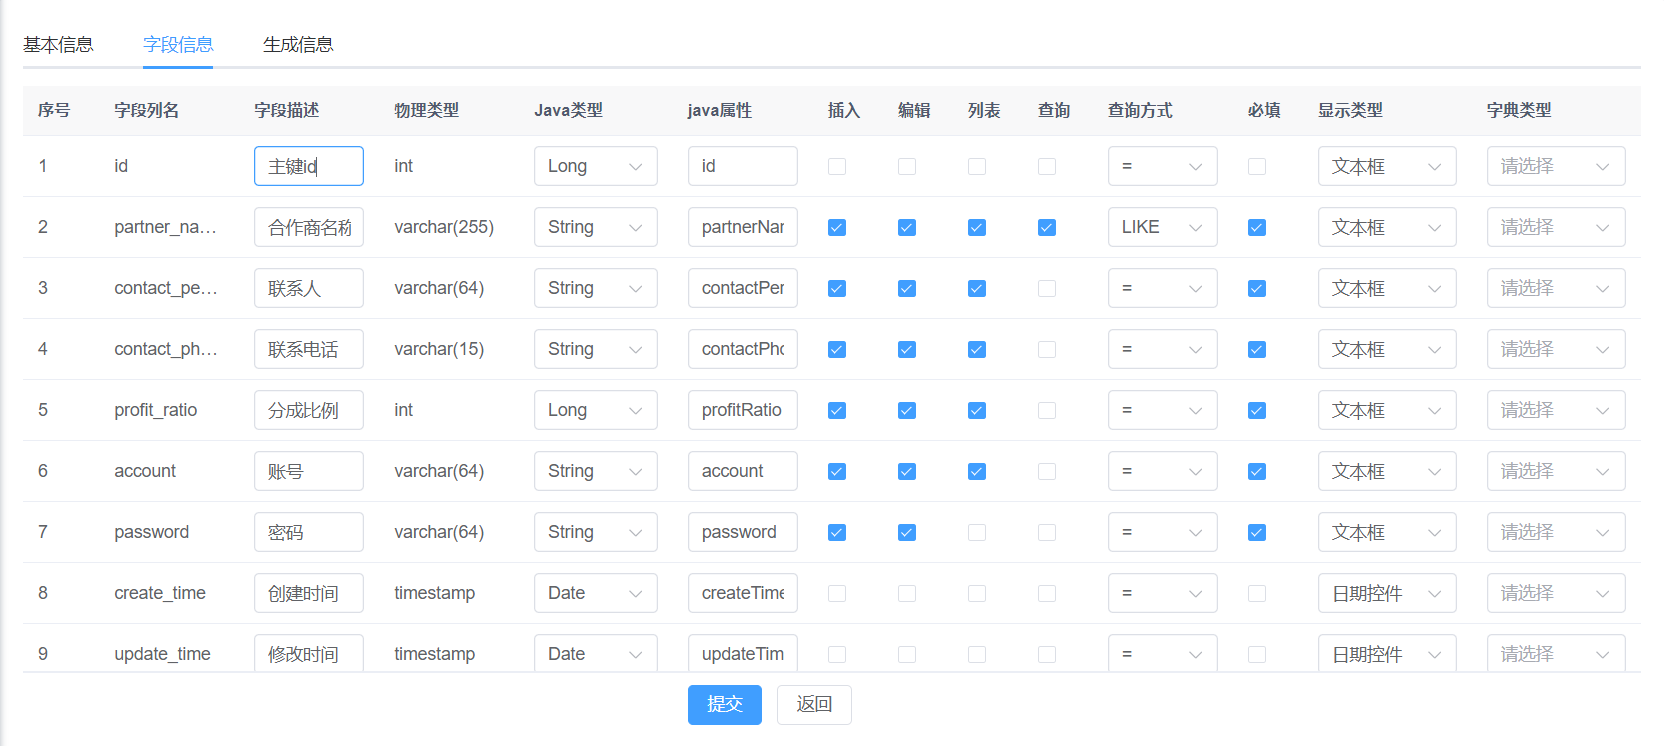 基本信息 字段信息 生成信息
序号 字段列名 字段描述 物理类型 Java类型 java属性 插入 编辑 列表 查询 查询方式 必填 显示类型 字典类型
1 id 主键id int Long id = 文本框 请选择
2 partner_na... 合作商名称 varchar(255) String partnerNar LIKE 文本框 请选择
3 contact_pe... 联系人 varchar(64) String contactPer = 文本框 请选择
4 contact_ph... 联系电话 varchar(15) String contactPho = 文本框 请选择
5 profit_ratio 分成比例 int Long profitRatio = 文本框 请选择
6 account 账号 varchar(64) String account = 文本框 请选择
7 password 密码 varchar(64) String password = 文本框 请选择
8 create_time 创建时间 timestamp Date createTime = 日期控件 请选择
9 update_time 修改时间 timestamp Date updateTim = 日期控件 请选择
提交 返回